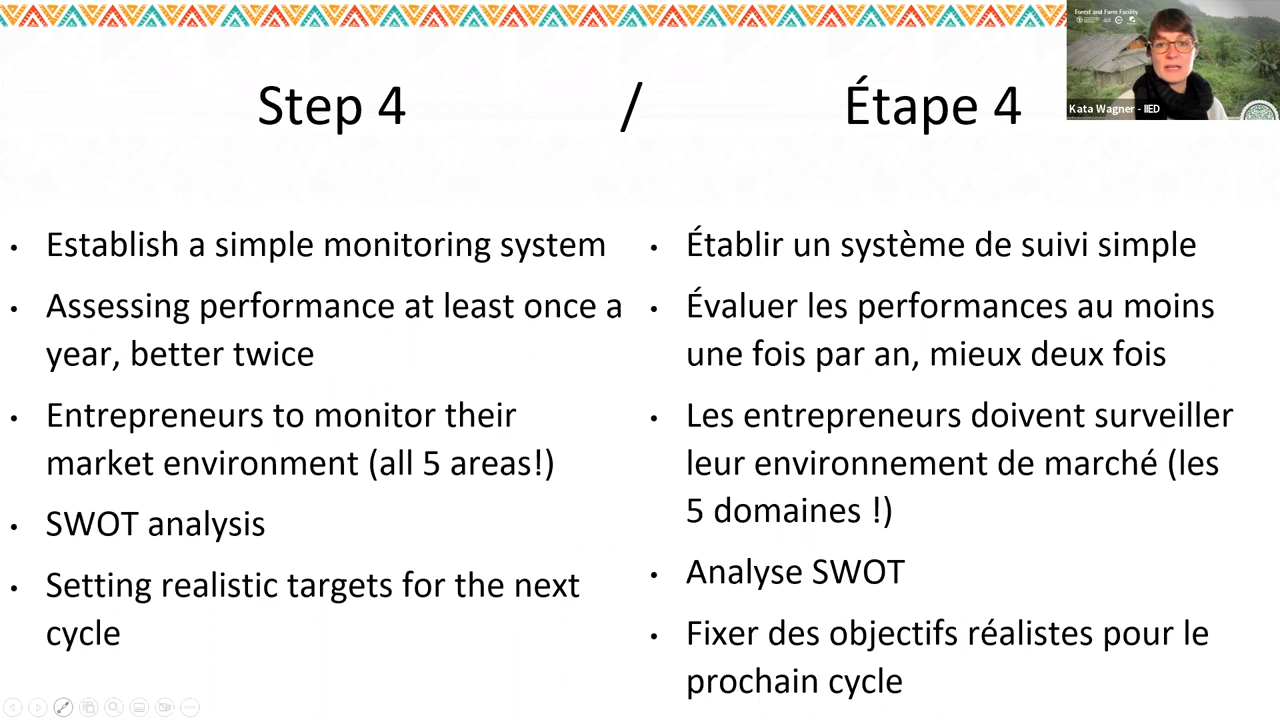 Step 4 / Étape 4
Forest and Farm Facility
Kata Wagner - IIED
• Establish a simple monitoring system
• Assessing performance at least once a
year, better twice
• Entrepreneurs to monitor their
market environment (all 5 areas!)
• SWOT analysis
• Setting realistic targets for the next
cycle
• Établir un système de suivi simple
• Évaluer les performances au moins
une fois par an, mieux deux fois
• Les entrepreneurs doivent surveiller
leur environnement de marché (les
5 domaines !)
• Analyse SWOT
• Fixer des objectifs réalistes pour le
prochain cycle